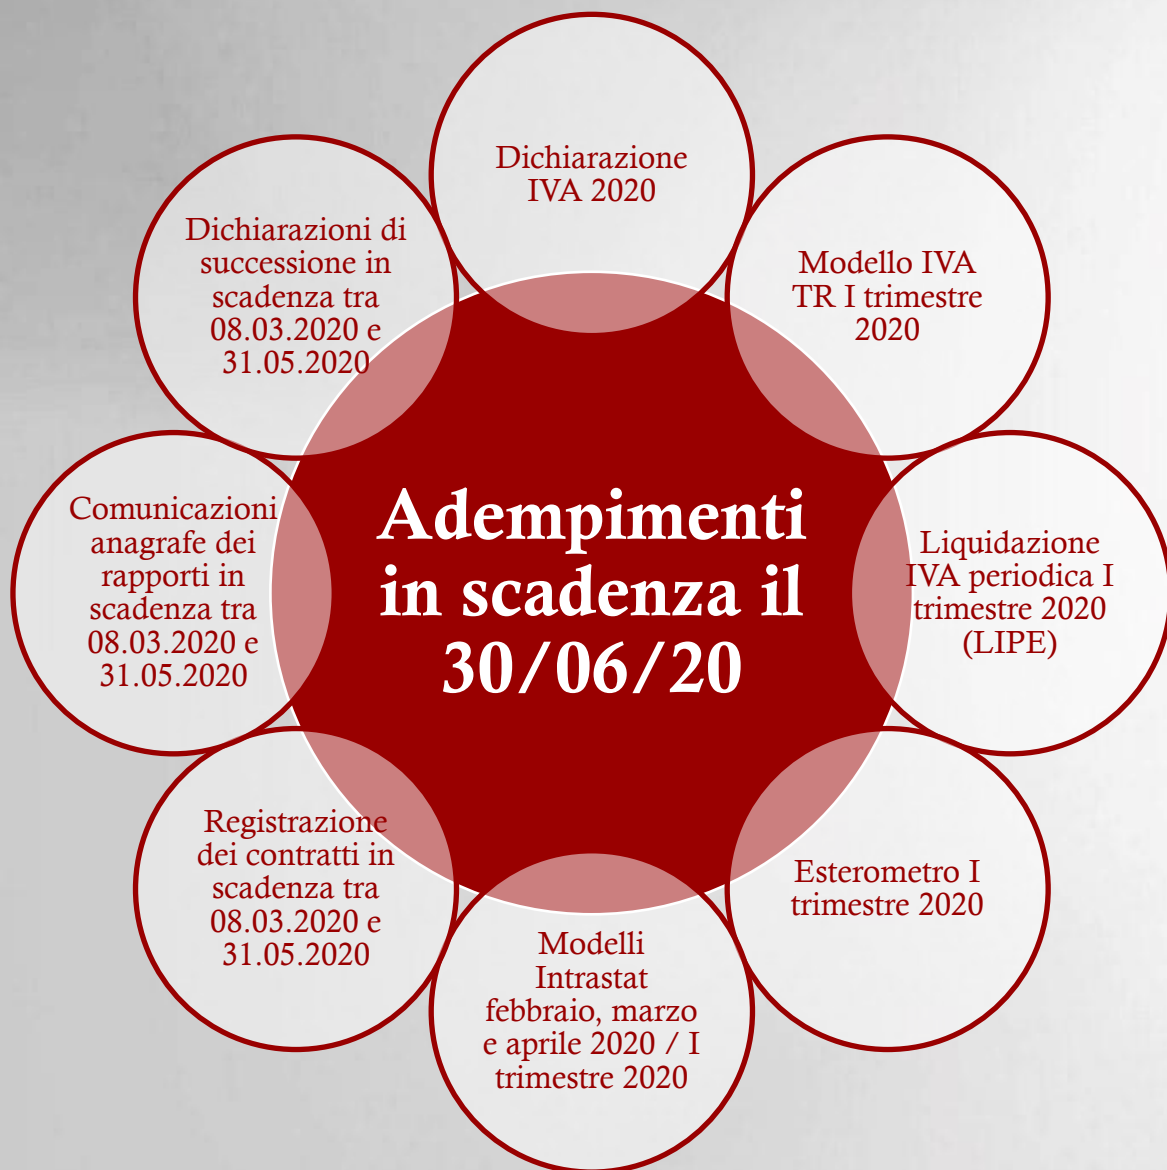 Dichiarazione
IVA 2020
Modello IVA
TR I trimestre
2020
Liquidazione
IVA periodica I
trimestre 2020
(LIPE)
Esterometro I
trimestre 2020
Modelli
Intrastat
febbraio, marzo
e aprile 2020 / I
trimestre 2020
Registrazione
dei contratti in
scadenza tra
08.03.2020 e
31.05.2020
Comunicazioni
anagrafe dei
rapporti in
scadenza tra
08.03.2020 e
31.05.2020
Dichiarazioni di
successione in
scadenza tra
08.03.2020 e
31.05.2020
Adempimenti
in scadenza il
30/06/20